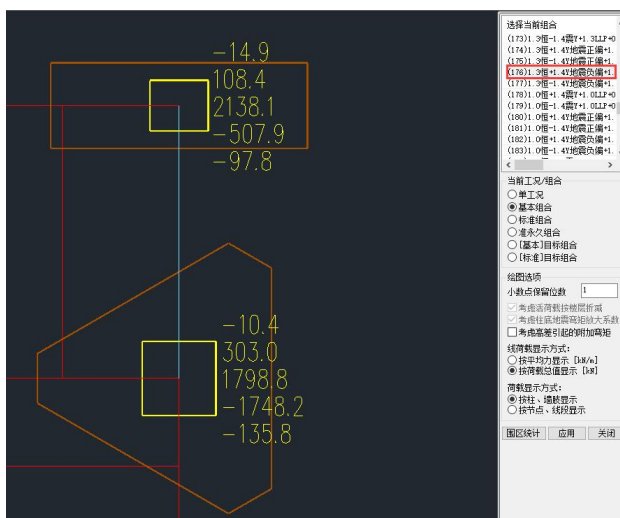 -14.9
108.4
2138.1
-507.9
-97.8
-10.4
303.0
1798.8
-1748.2
-135.8
选择当前组合
(173)1.3恒-1.4震Y+1.3LLF+0
(174)1.3恒+1.4Y地震正偏+1.
(175)1.3恒-1.4Y地震正偏+1.
(176)1.3恒+1.4Y地震负偏+1.
(177)1.3恒-1.4Y地震负偏+1.
(178)1.0恒+1.4震Y+1.0LLF+0
(179)1.0恒-1.4震Y+1.0LLF+0
(180)1.0恒+1.4Y地震正偏+1.
(181)1.0恒-1.4Y地震正偏+1.
(182)1.0恒+1.4Y地震负偏+1.
(183)1.0恒-1.4Y地震负偏+1.
当前工况/组合
单工况
基本组合
标准组合
准永久组合
[基本]目标组合
[标准]目标组合
绘图选项
小数点保留位数 1
考虑活荷载按楼层折减
考虑柱底地震弯矩放大系数
考虑高差引起的附加弯矩
线荷载显示方式：
按平均力显示 [kN/m]
按荷载总值显示 [kN]
荷载显示方式：
按柱、墙肢显示
按节点、线段显示
围区统计 应用 关闭